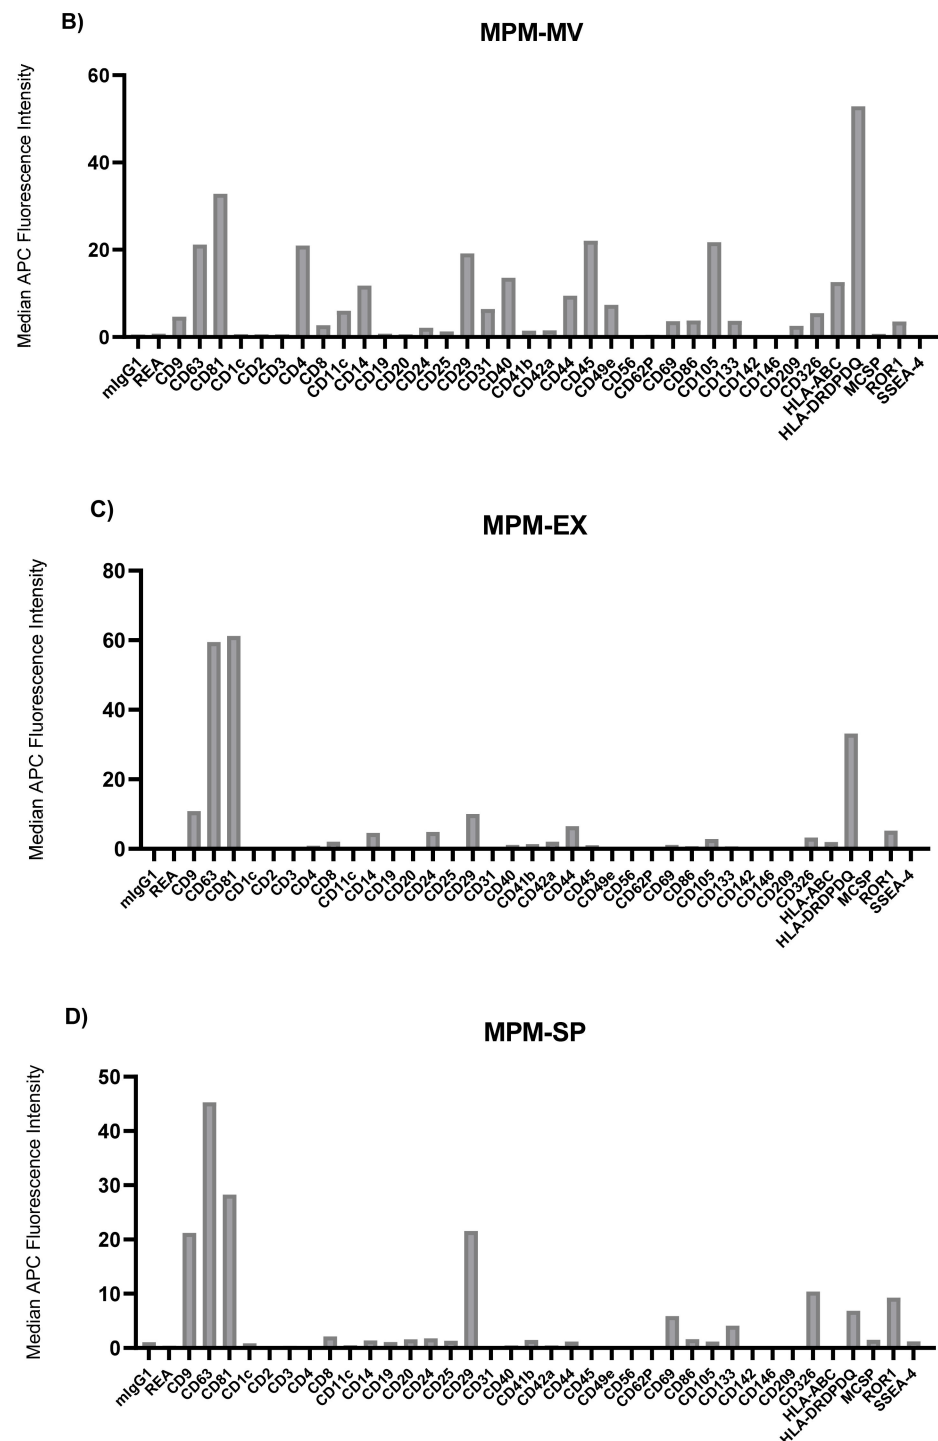 B)
MPM-MV
Median APC Fluorescence Intensity
60
40
20
0
mIgG1
REA
CD9
CD63
CD81
CD1c
CD2
CD3
CD4
CD8
CD11c
CD14
CD19
CD20
CD24
CD25
CD29
CD31
CD40
CD41b
CD42a
CD44
CD45
CD49e
CD56
CD62P
CD69
CD86
CD105
CD133
CD142
CD146
CD209
CD326
HLA-ABC
HLA-DRDPDQ
MCSP
ROR1
SSEA-4
C)
MPM-EX
Median APC Fluorescence Intensity
80
60
40
20
0
mIgG1
REA
CD9
CD63
CD81
CD1c
CD2
CD3
CD4
CD8
CD11c
CD14
CD19
CD20
CD24
CD25
CD29
CD31
CD40
CD41b
CD42a
CD44
CD45
CD49e
CD56
CD62P
CD69
CD86
CD105
CD133
CD142
CD146
CD209
CD326
HLA-ABC
HLA-DRDPDQ
MCSP
ROR1
SSEA-4
D)
MPM-SP
Median APC Fluorescence Intensity
50
40
30
20
10
0
mIgG1
REA
CD9
CD63
CD81
CD1c
CD2
CD3
CD4
CD8
CD11c
CD14
CD19
CD20
CD24
CD25
CD29
CD31
CD40
CD41b
CD42a
CD44
CD45
CD49e
CD56
CD62P
CD69
CD86
CD105
CD133
CD142
CD146
CD209
CD326
HLA-ABC
HLA-DRDPDQ
MCSP
ROR1
SSEA-4